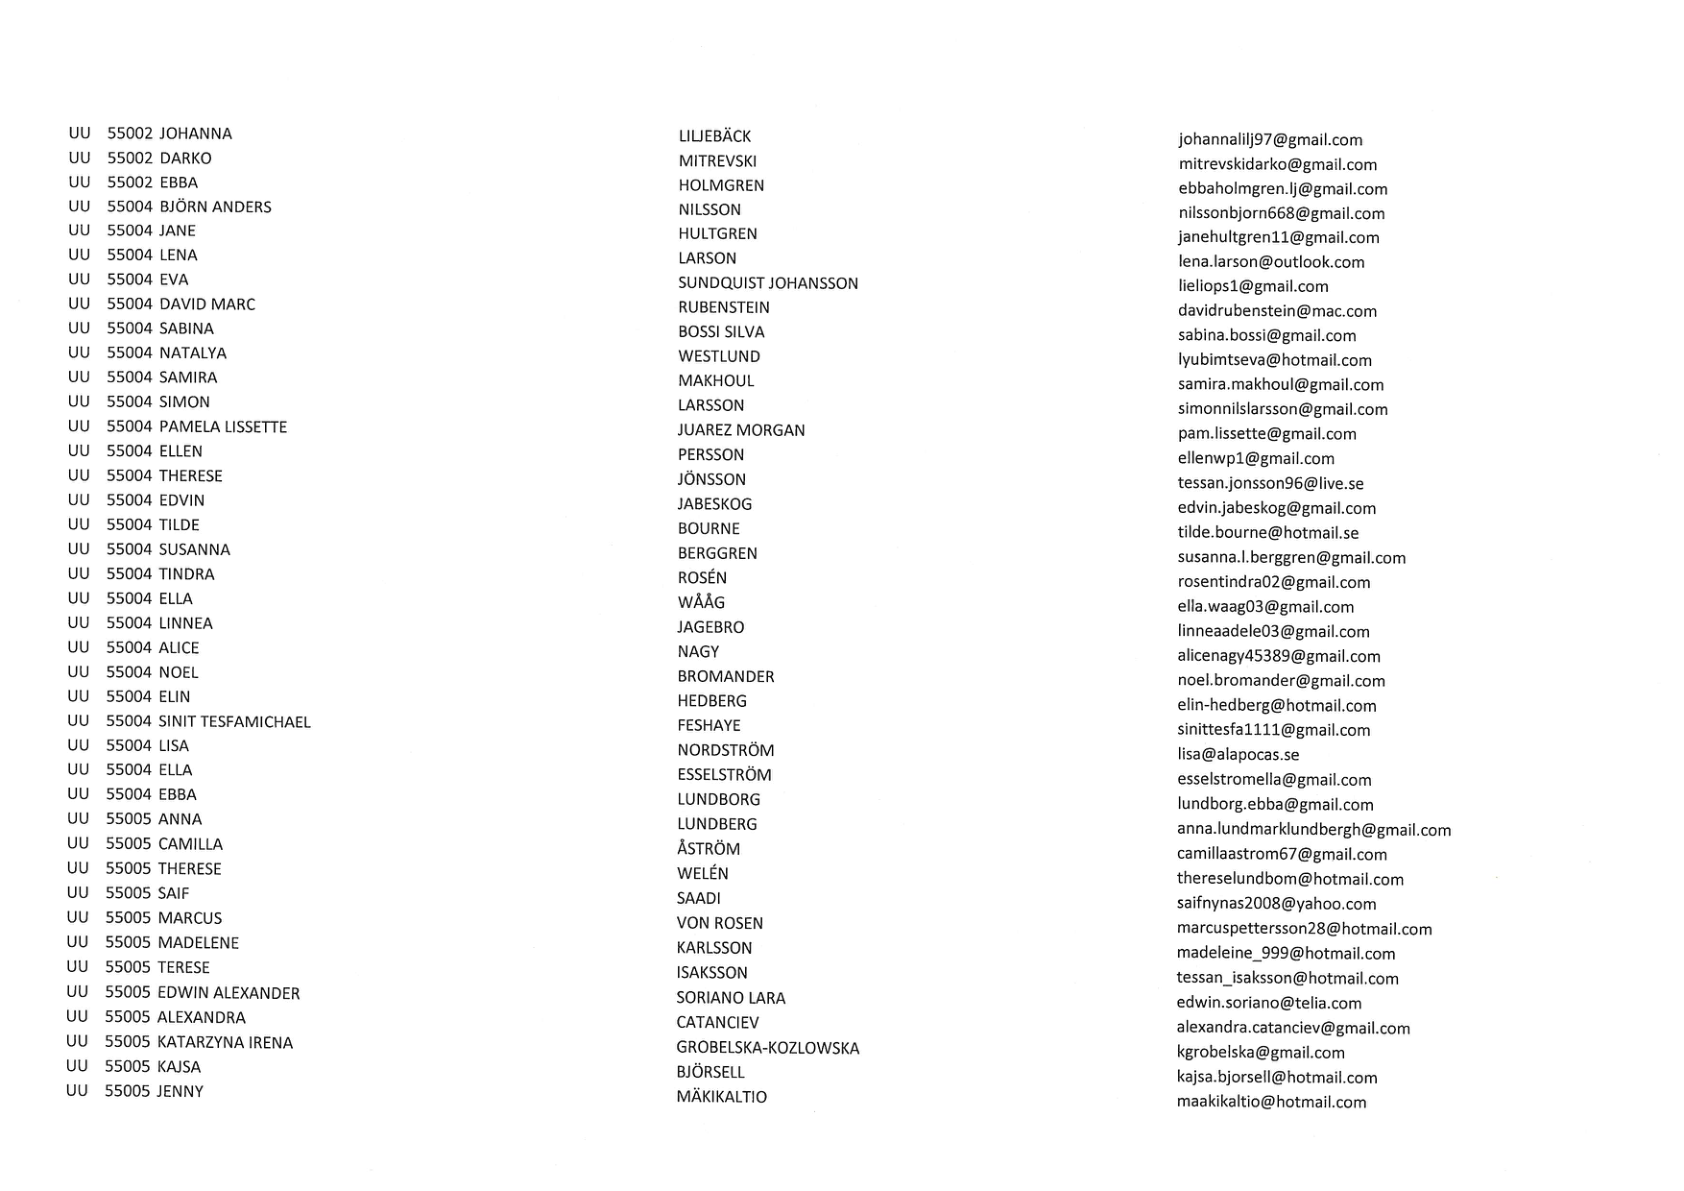 UU 55002 JOHANNA LILJEBÄCK johannalilj97@gmail.com
UU 55002 DARKO MITREVSKI mitrevskidarko@gmail.com
UU 55002 EBBA HOLMGREN ebbaholmgren.lj@gmail.com
UU 55004 BJÖRN ANDERS NILSSON nilssonbjorn668@gmail.com
UU 55004 JANE HULTGREN janehultgren11@gmail.com
UU 55004 LENA LARSON lena.larson@outlook.com
UU 55004 EVA SUNDQUIST JOHANSSON lieliops1@gmail.com
UU 55004 DAVID MARC RUBENSTEIN davidrubenstein@mac.com
UU 55004 SABINA BOSSI SILVA sabina.bossi@gmail.com
UU 55004 NATALYA WESTLUND lyubimtseva@hotmail.com
UU 55004 SAMIRA MAKHOUL samira.makhoul@gmail.com
UU 55004 SIMON LARSSON simonnilslarsson@gmail.com
UU 55004 PAMELA LISSETTE JUAREZ MORGAN pam.lissette@gmail.com
UU 55004 ELLEN PERSSON ellenwp1@gmail.com
UU 55004 THERESE JÖNSSON tessan.jonsson96@live.se
UU 55004 EDVIN JABESKOG edvin.jabeskog@gmail.com
UU 55004 TILDE BOURNE tilde.bourne@hotmail.se
UU 55004 SUSANNA BERGGREN susanna.l.berggren@gmail.com
UU 55004 TINDRA ROSÉN rosentindra02@gmail.com
UU 55004 ELLA WÅÅG ella.waag03@gmail.com
UU 55004 LINNEA JAGEBRO linneaadele03@gmail.com
UU 55004 ALICE NAGY alicenagy45389@gmail.com
UU 55004 NOEL BROMANDER noel.bromander@gmail.com
UU 55004 ELIN HEDBERG elin-hedberg@hotmail.com
UU 55004 SINIT TESFAMICHAEL FESHAYE sinittesfa1111@gmail.com
UU 55004 LISA NORDSTRÖM lisa@alapocas.se
UU 55004 ELLA ESSELSTRÖM esselstromella@gmail.com
UU 55004 EBBA LUNDBORG lundborg.ebba@gmail.com
UU 55005 ANNA LUNDBERG anna.lundmarklundbergh@gmail.com
UU 55005 CAMILLA ÅSTRÖM camillaastrom67@gmail.com
UU 55005 THERESE WELÉN thereselundbom@hotmail.com
UU 55005 SAIF SAADI saifnynas2008@yahoo.com
UU 55005 MARCUS VON ROSEN marcuspettersson28@hotmail.com
UU 55005 MADELENE KARLSSON madeleine_999@hotmail.com
UU 55005 TERESE ISAKSSON tessan_isaksson@hotmail.com
UU 55005 EDWIN ALEXANDER SORIANO LARA edwin.soriano@telia.com
UU 55005 ALEXANDRA CATANCIEV alexandra.catanciev@gmail.com
UU 55005 KATARZYNA IRENA GROBELSKA-KOZLOWSKA kgrobelska@gmail.com
UU 55005 KAJSA BJÖRSELL kajsa.bjorsell@hotmail.com
UU 55005 JENNY MÄKIKALTIO maakikaltio@hotmail.com